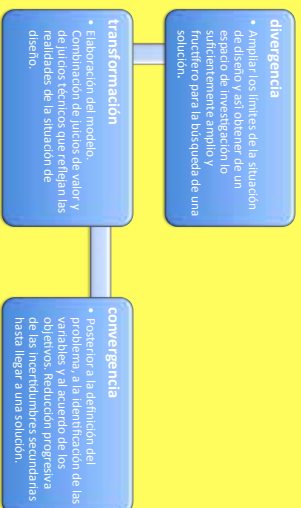 divergencia
• Ampliar los límites de la situación
de diseño y así obtener de un
espacio de investigación lo
suficientemente amplio y
fructífero para la búsqueda de una
solución.
transformación
• Elaboración del modelo.
Combinación de juicios de valor y
de juicios técnicos que reflejan las
realidades de la situación de
diseño.
convergencia
• Posterior a la definición del
problema, a la identificación de las
variables y al acuerdo de los
objetivos. Reducción progresiva
de las incertidumbres secundarias
hasta llegar a una solución.